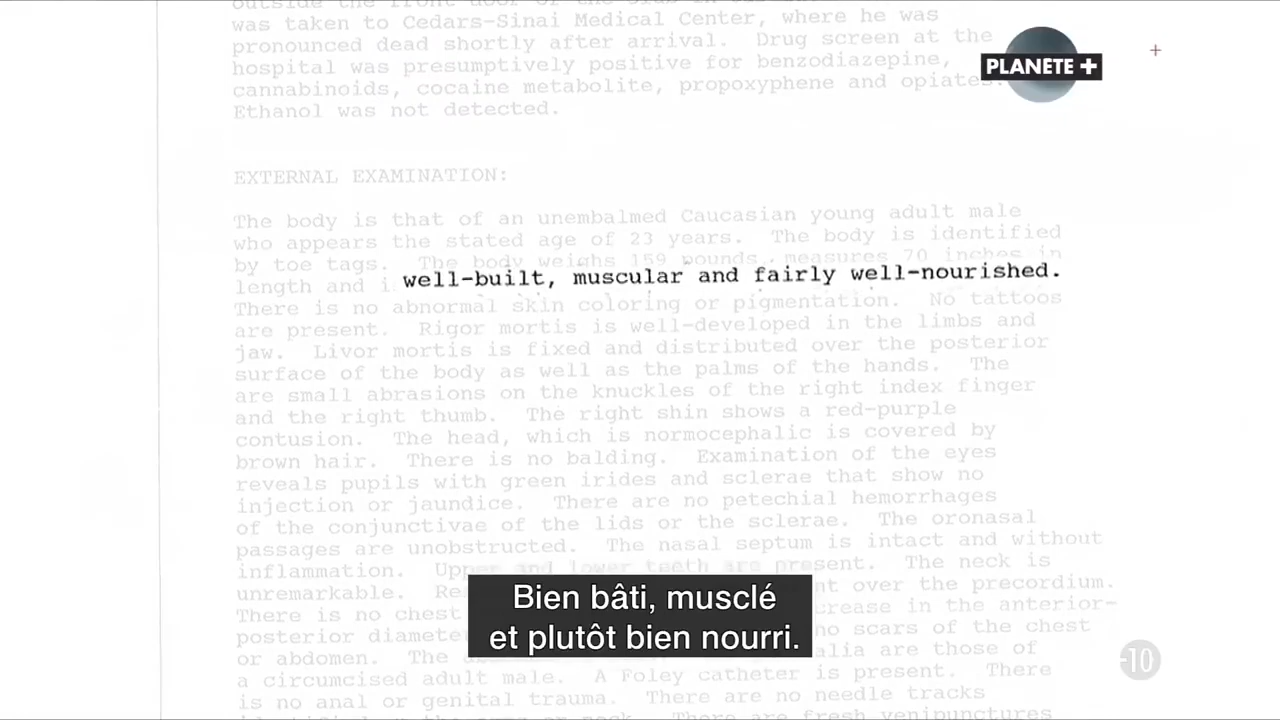 outside the front door of the club in
was taken to Cedars-Sinai Medical Center, where he was
pronounced dead shortly after arrival. Drug screen at the
hospital was presumptively positive for benzodiazepine,
cannabinoids, cocaine metabolite, propoxyphene and opiates.
Ethanol was not detected.
PLANETE +
EXTERNAL EXAMINATION:
The body is that of an unembalmed Caucasian young adult male
who appears the stated age of 23 years. The body is identified
by toe tags. The body weighs 159 pounds, measures 70 inches in
length and i
well-built, muscular and fairly well-nourished.
There is no abnormal skin coloring or pigmentation. No tattoos
are present. Rigor mortis is well-developed in the limbs and
jaw. Livor mortis is fixed and distributed over the posterior
surface of the body as well as the palms of the hands. The
are small abrasions on the knuckles of the right index finger
and the right thumb. The right shin shows a red-purple
contusion. The head, which is normocephalic is covered by
brown hair. There is no balding. Examination of the eyes
reveals pupils with green irides and sclerae that show no
injection or jaundice. There are no petechial hemorrhages
of the conjunctivae of the lids or the sclerae. The oronasal
passages are unobstructed. The nasal septum is intact and without
inflammation. Upper and lower teeth are present. The neck is
unremarkable. over the precordium.
There is no chest crease in the anterior-
posterior diamete no scars of the chest
or abdomen. The alia are those of
a circumcised adult male. A Foley catheter is present. There
is no anal or genital trauma. There are no needle tracks
There are fresh venipunctures
Bien bâti, musclé
et plutôt bien nourri.
-10